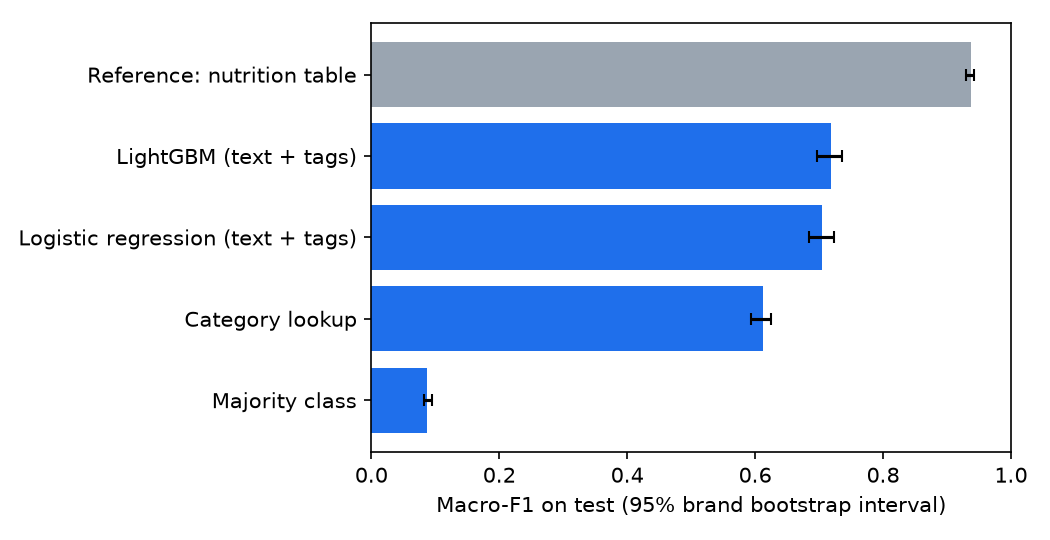 Reference: nutrition table
LightGBM (text + tags)
Logistic regression (text + tags)
Category lookup
Majority class
0.0 0.2 0.4 0.6 0.8 1.0
Macro-F1 on test (95% brand bootstrap interval)